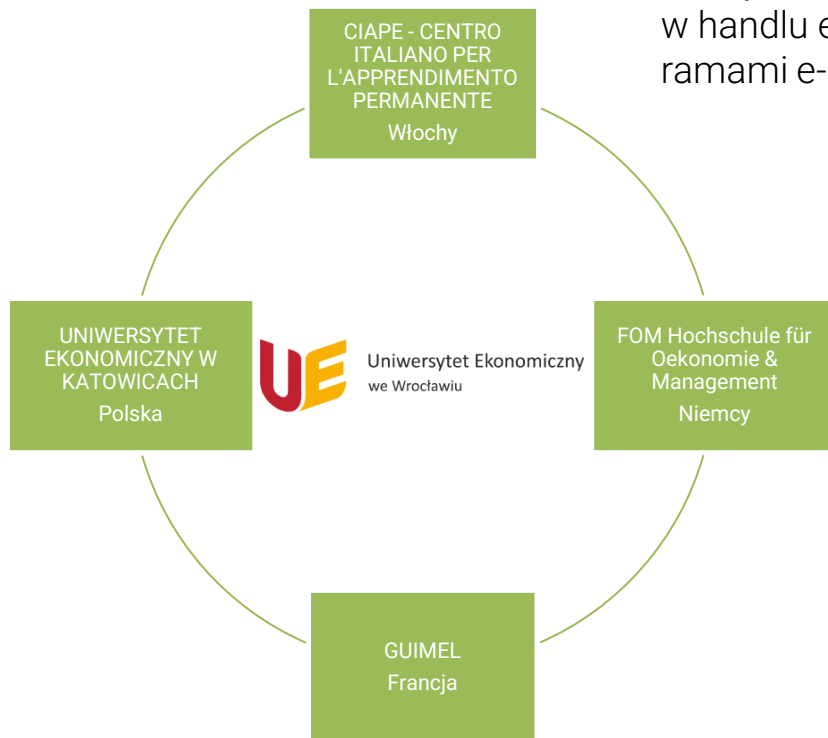 w handlu e
ramami e-
CIAPE - CENTRO
ITALIANO PER
L'APPRENDIMENTO
PERMANENTE
Włochy
UNIWERSYTET
EKONOMICZNY W
KATOWICACH
Polska
UE
Uniwersytet Ekonomiczny
we Wrocławiu
FOM Hochschule für
Oekonomie &
Management
Niemcy
GUIMEL
Francja